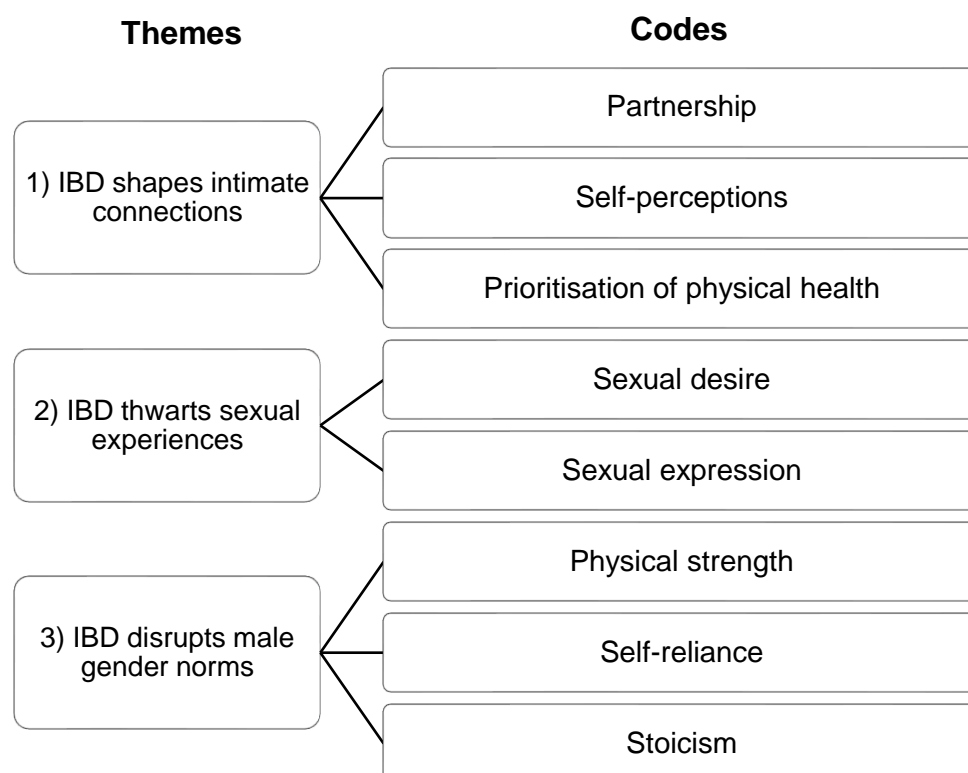 Themes
Codes
1) IBD shapes intimate
connections
Partnership
Self-perceptions
Prioritisation of physical health
2) IBD thwarts sexual
experiences
Sexual desire
Sexual expression
3) IBD disrupts male
gender norms
Physical strength
Self-reliance
Stoicism